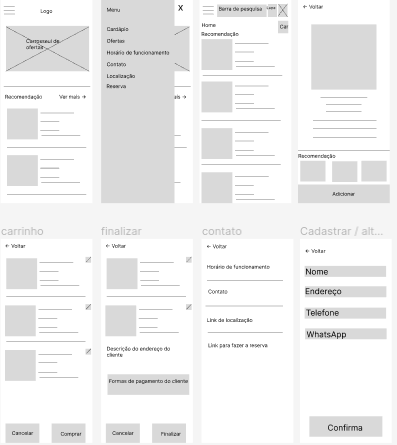 Logo
Carrossel de
ofertas
Recomendação
Ver mais →
Menu
X
Cardápio
Ofertas
Horário de funcionamento
Contato
Localização
Reserva
ais →
Barra de pesquisa
Home
Car
Recomendação
← Voltar
Recomendação
Adicionar
carrinho
← Voltar
Cancelar
Comprar
finalizar
← Voltar
Descrição do endereço do
cliente
Formas de pagamento do cliente
Cancelar
Finalizar
contato
← Voltar
Horário de funcionamento
Contato
Link de localização
Link para fazer a reserva
Cadastrar / alt...
← Voltar
Nome
Endereço
Telefone
WhatsApp
Confirma